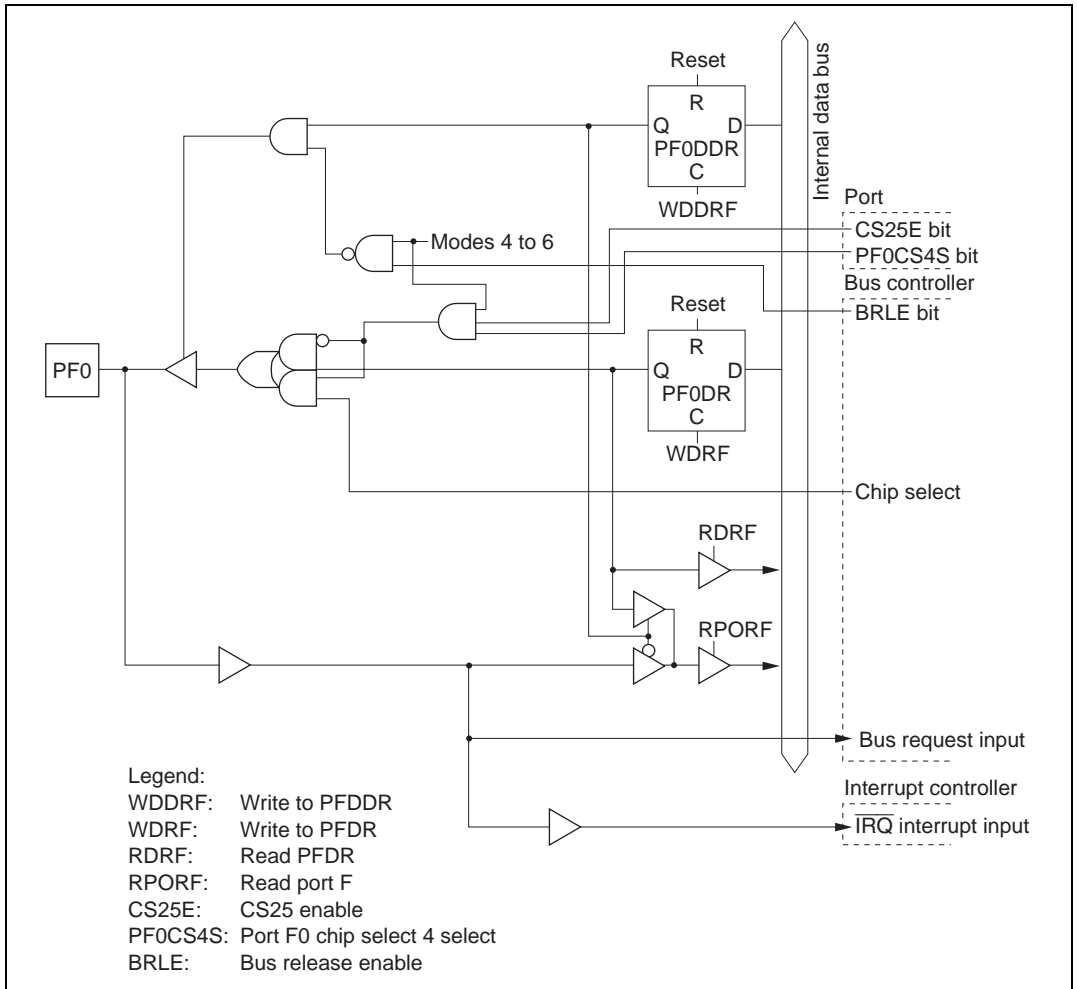 Reset
R
Q D
PF0DDR
C
WDDRF
Internal data bus
Port
CS25E bit
PF0CS4S bit
Bus controller
BRLE bit
Modes 4 to 6
Reset
R
Q D
PF0DR
C
WDRF
PF0
Chip select
RDRF
RPORF
Bus request input
Interrupt controller
IRQ interrupt input
Legend:
WDDRF: Write to PFDDR
WDRF: Write to PFDR
RDRF: Read PFDR
RPORF: Read port F
CS25E: CS25 enable
PF0CS4S: Port F0 chip select 4 select
BRLE: Bus release enable